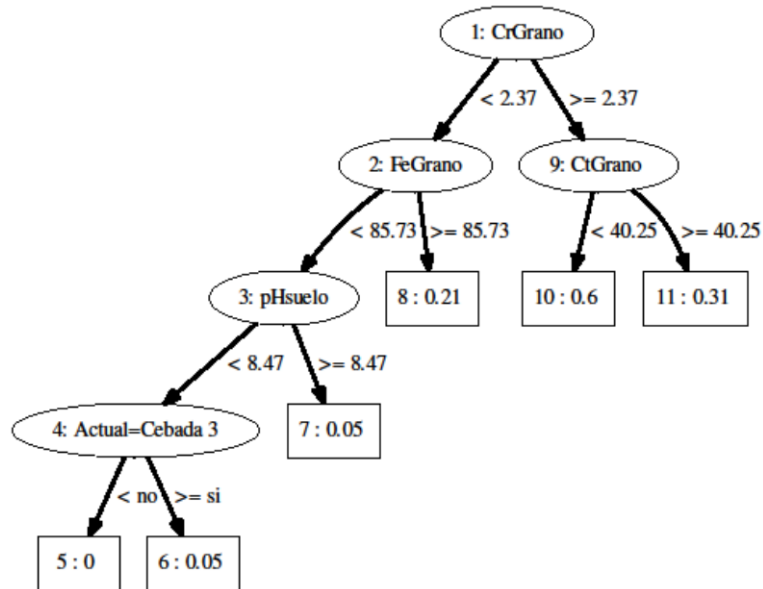 1: CrGrano
< 2.37 >= 2.37
2: FeGrano 9: CtGrano
< 85.73 >= 85.73 < 40.25 >= 40.25
3: pHsuelo 8 : 0.21 10 : 0.6 11 : 0.31
< 8.47 >= 8.47
4: Actual=Cebada 3 7 : 0.05
< no >= si
5 : 0 6 : 0.05